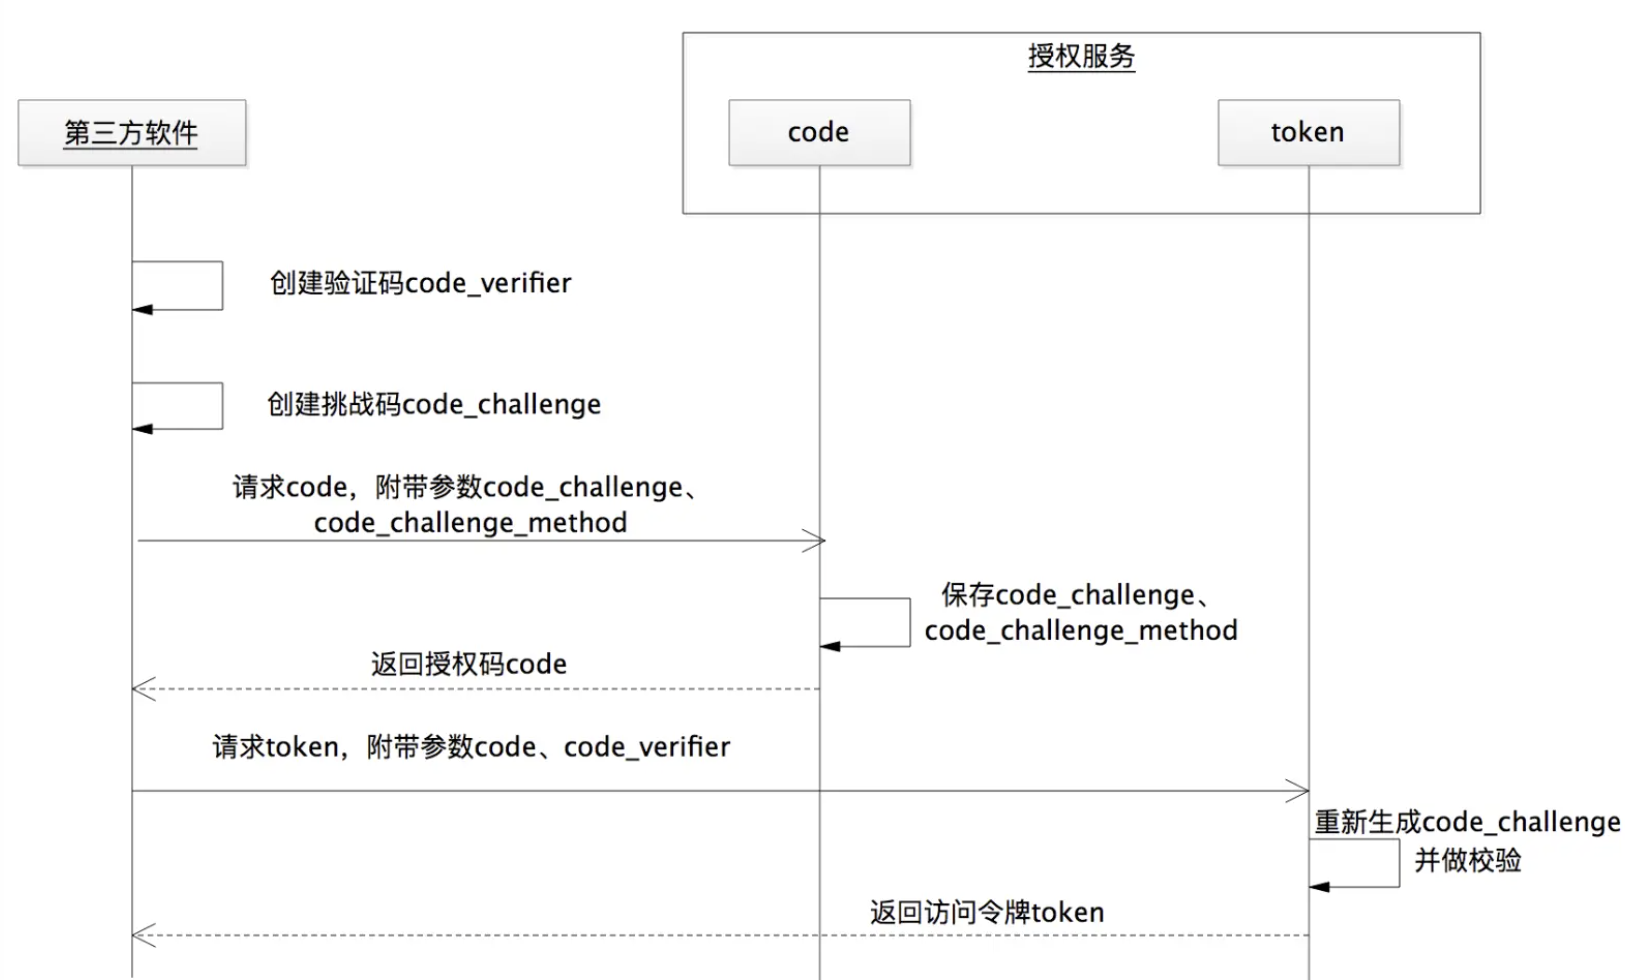 授权服务
第三方软件
code
token
创建验证码code_verifier
创建挑战码code_challenge
请求code，附带参数code_challenge、
code_challenge_method
保存code_challenge、
code_challenge_method
返回授权码code
请求token，附带参数code、code_verifier
重新生成code_challenge
并做校验
返回访问令牌token